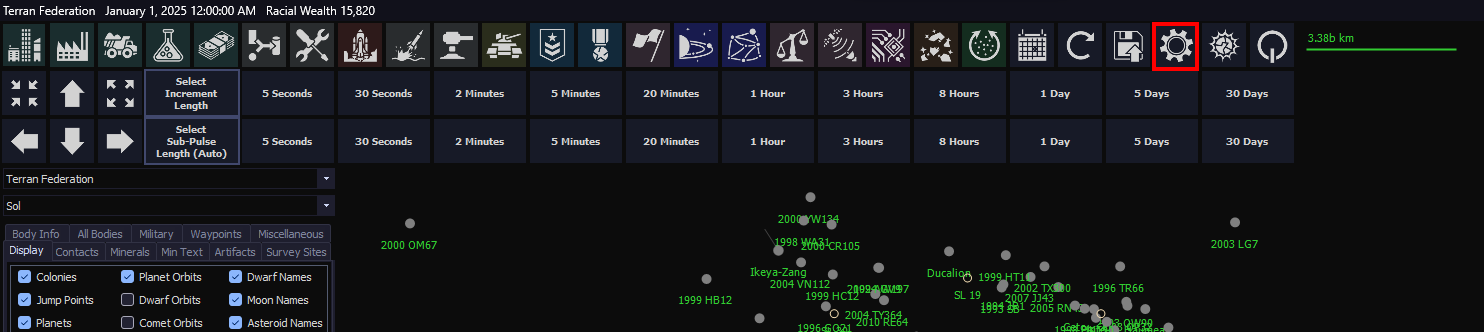 Terran Federation January 1, 2025 12:00:00 AM Racial Wealth 15,820
3.38b km
Select Increment Length
5 Seconds
30 Seconds
2 Minutes
5 Minutes
20 Minutes
1 Hour
3 Hours
8 Hours
1 Day
5 Days
30 Days
Select Sub-Pulse Length (Auto)
5 Seconds
30 Seconds
2 Minutes
5 Minutes
20 Minutes
1 Hour
3 Hours
8 Hours
1 Day
5 Days
30 Days
Terran Federation
Sol
Body Info All Bodies Military Waypoints Miscellaneous
Display Contacts Minerals Min Text Artifacts Survey Sites
Colonies Planet Orbits Dwarf Names
Jump Points Dwarf Orbits Moon Names
Planets Comet Orbits Asteroid Names
2000 OM67
2000 YW134
1998 WA31
2000 CR105
2003 LG7
Ikeya-Zang
2004 VN112
Ducalion
1999 HT11
1999 HB12
1999 HC12
SL 19
2007 JJ43
1996 TR66
2004 TY364
2010 RE64